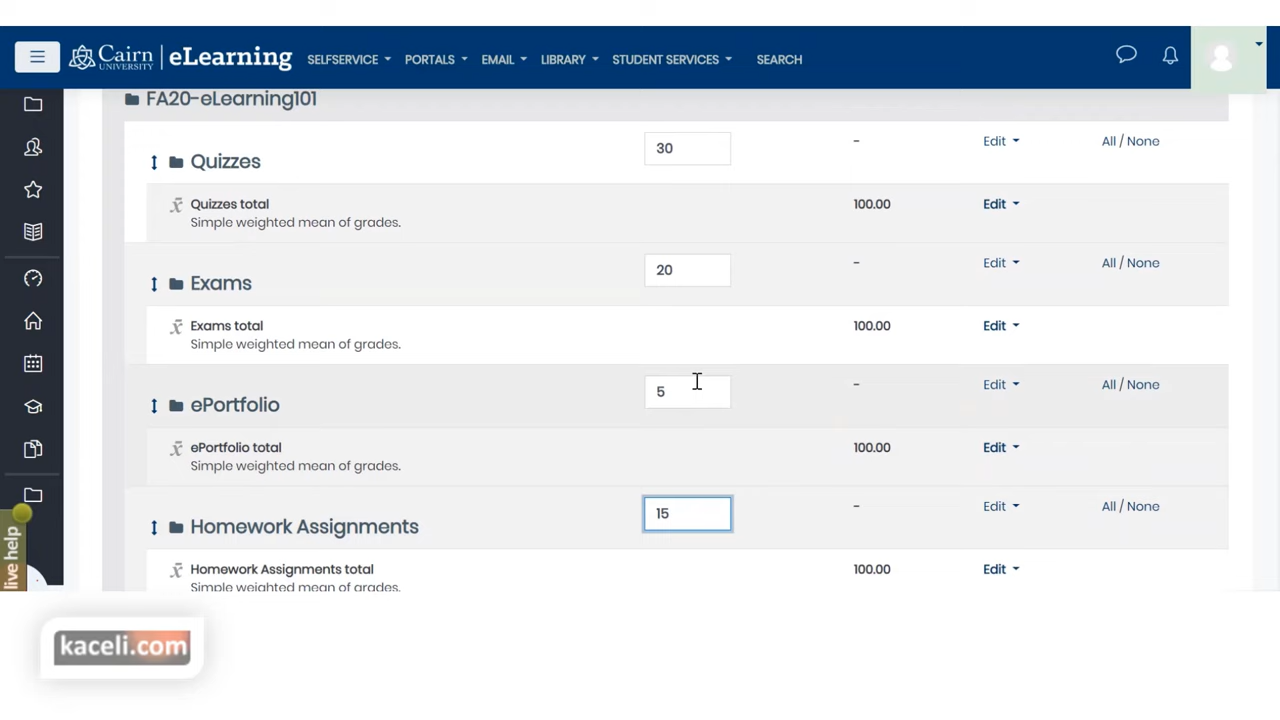 Cairn UNIVERSITY eLearning SELFSERVICE PORTALS EMAIL LIBRARY STUDENT SERVICES SEARCH
FA20-eLearning101
Quizzes 30 - Edit All / None
Quizzes total 100.00 Edit
Simple weighted mean of grades.
Exams 20 - Edit All / None
Exams total 100.00 Edit
Simple weighted mean of grades.
ePortfolio 5 - Edit All / None
ePortfolio total 100.00 Edit
Simple weighted mean of grades.
Homework Assignments 15 - Edit All / None
Homework Assignments total 100.00 Edit
Simple weighted mean of grades.
live help
kaceli.com